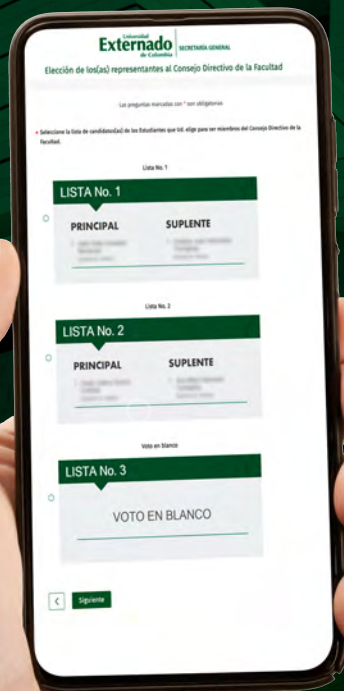 Universidad
Externado
de Colombia
SECRETARÍA GENERAL
Elección de los(as) representantes al Consejo Directivo de la Facultad
Las preguntas marcadas con * son obligatorias
* Seleccione la lista de candidatos(as) de los Estudiantes que Ud. elige para ser miembros del Consejo Directivo de la
Facultad.
Lista No. 1
LISTA No. 1
PRINCIPAL SUPLENTE
Lista No. 2
LISTA No. 2
PRINCIPAL SUPLENTE
Voto en blanco
LISTA No. 3
VOTO EN BLANCO
Siguiente